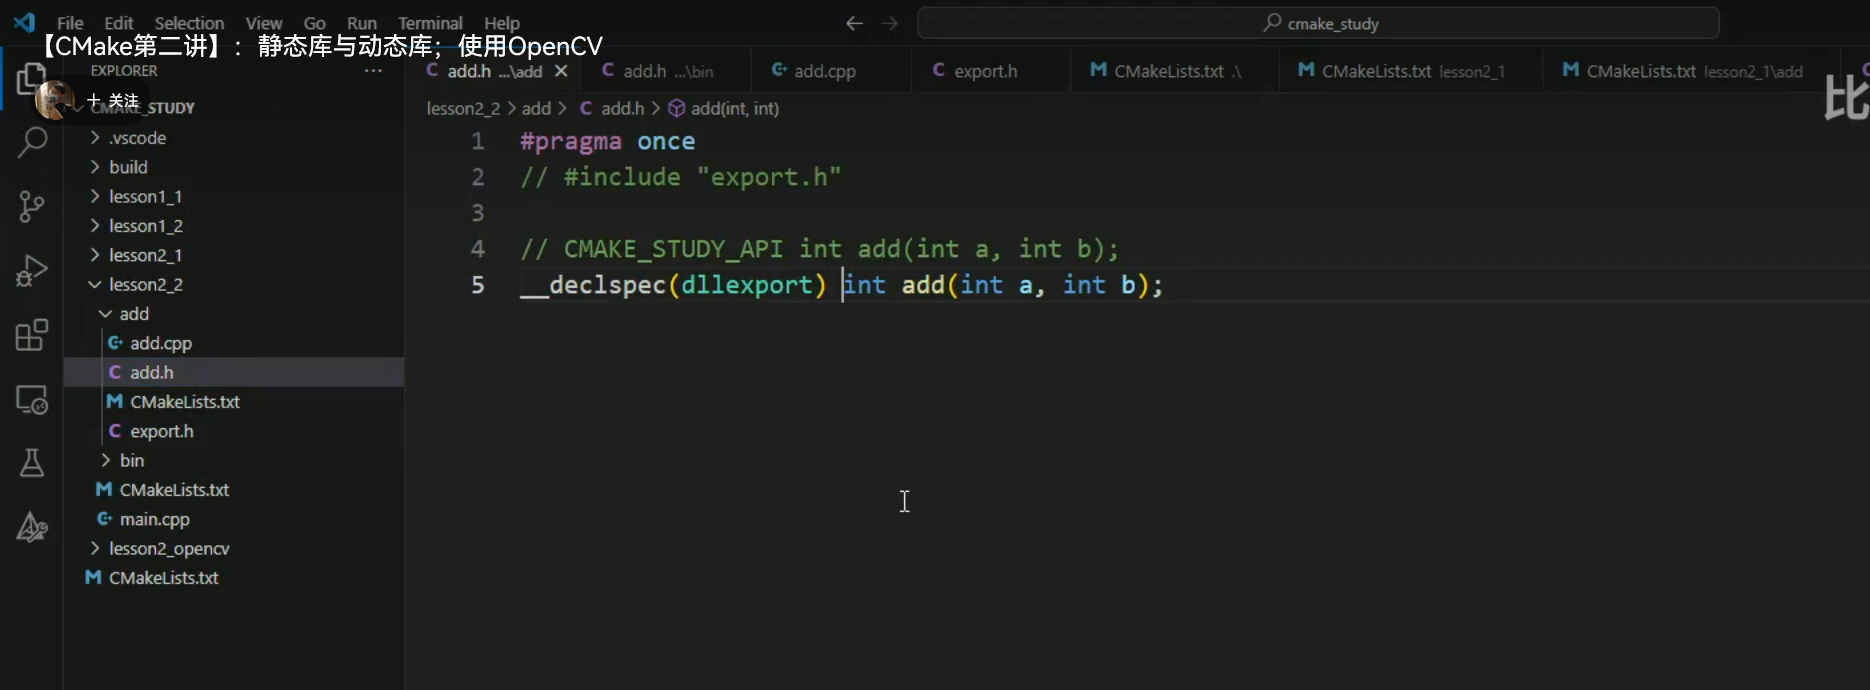 File Edit Selection View Go Run Terminal Help
cmake_study
【CMake第二讲】：静态库与动态库；使用OpenCV
EXPLORER ···
add.h ...\add
add.h ...\bin
add.cpp
export.h
CMakeLists.txt .\
CMakeLists.txt lesson2_1
CMakeLists.txt lesson2_1\add
+ 关注
CMAKE_STUDY
比
lesson2_2 > add > C add.h > add(int, int)
.vscode
build
lesson1_1
lesson1_2
lesson2_1
lesson2_2
add
add.cpp
add.h
CMakeLists.txt
export.h
bin
CMakeLists.txt
main.cpp
lesson2_opencv
CMakeLists.txt
1 #pragma once
2 // #include "export.h"
3
4 // CMAKE_STUDY_API int add(int a, int b);
5 __declspec(dllexport) int add(int a, int b);